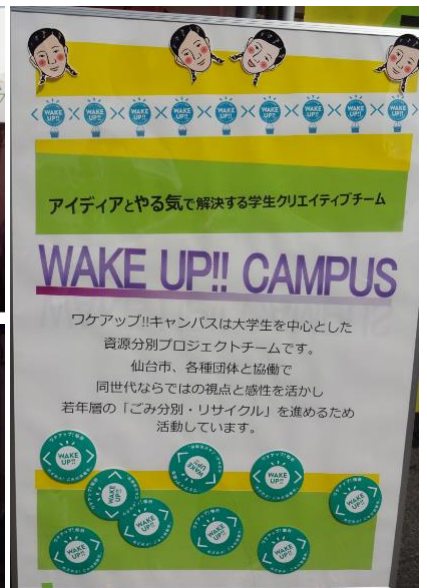 WAKE UP!! WAKE UP!! WAKE UP!! WAKE UP!! WAKE UP!! WAKE UP!! WAKE UP!! WAKE UP!! WAKE UP!!
アイディアとやる気で解決する学生クリエイティブチーム
WAKE UP!! CAMPUS
ワケアップ!!キャンパスは大学生を中心とした
資源分別プロジェクトチームです。
仙台市、各種団体と協働で
同世代ならではの視点と感性を活かし
若年層の「ごみ分別・リサイクル」を進めるため
活動しています。
WAKE UP!!
WAKE UP!!
WAKE UP!!
WAKE UP!!
WAKE UP!!
WAKE UP!!
WAKE UP!!
WAKE UP!!
WAKE UP!!